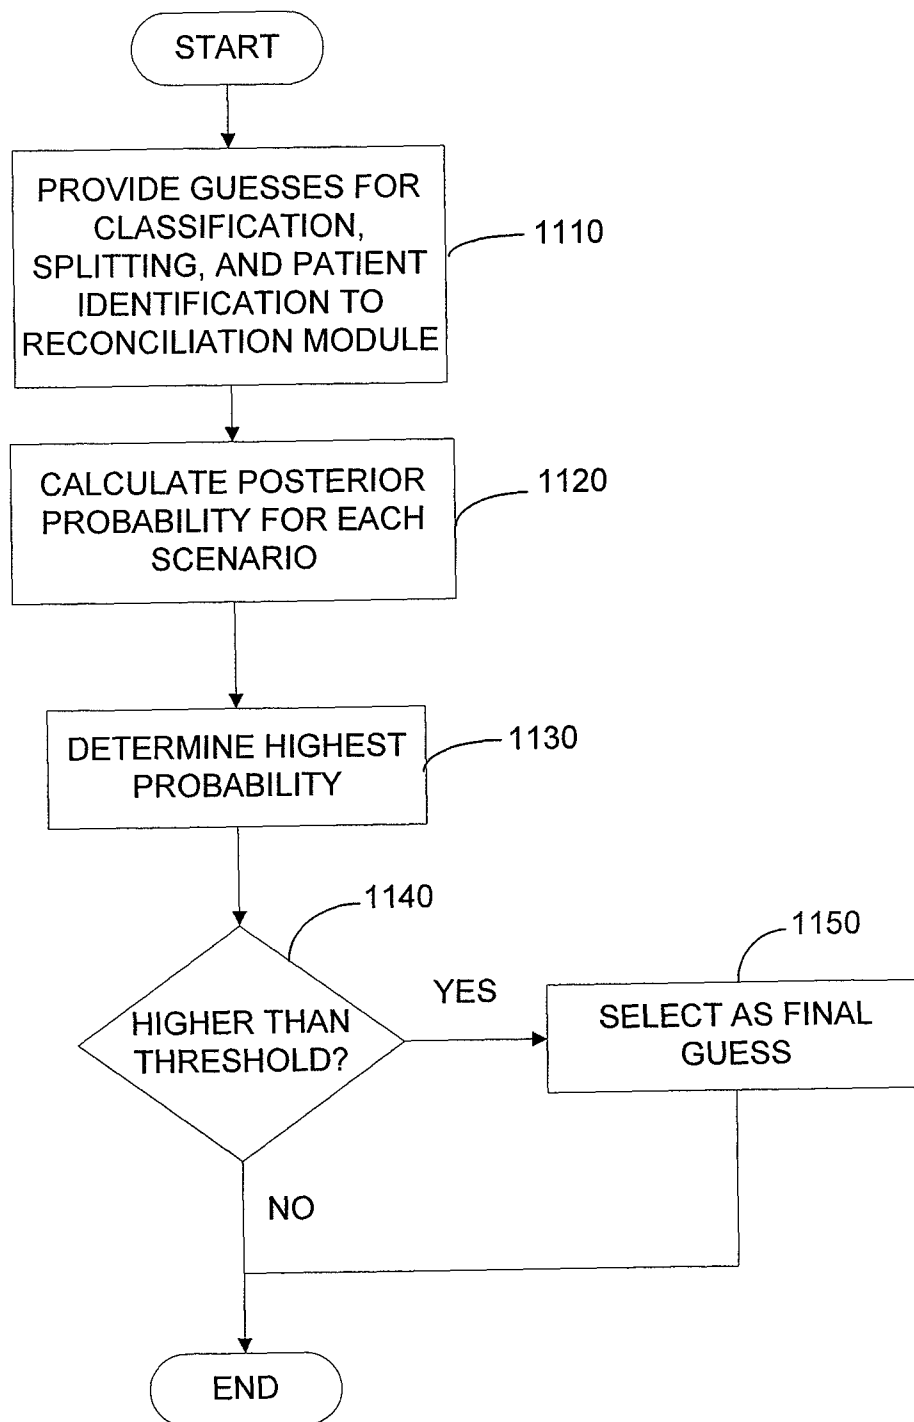 START
PROVIDE GUESSES FOR
CLASSIFICATION,
SPLITTING, AND PATIENT
IDENTIFICATION TO
RECONCILIATION MODULE
1110
CALCULATE POSTERIOR
PROBABILITY FOR EACH
SCENARIO
1120
DETERMINE HIGHEST
PROBABILITY
1130
1140
HIGHER THAN
THRESHOLD?
YES
1150
SELECT AS FINAL
GUESS
NO
END